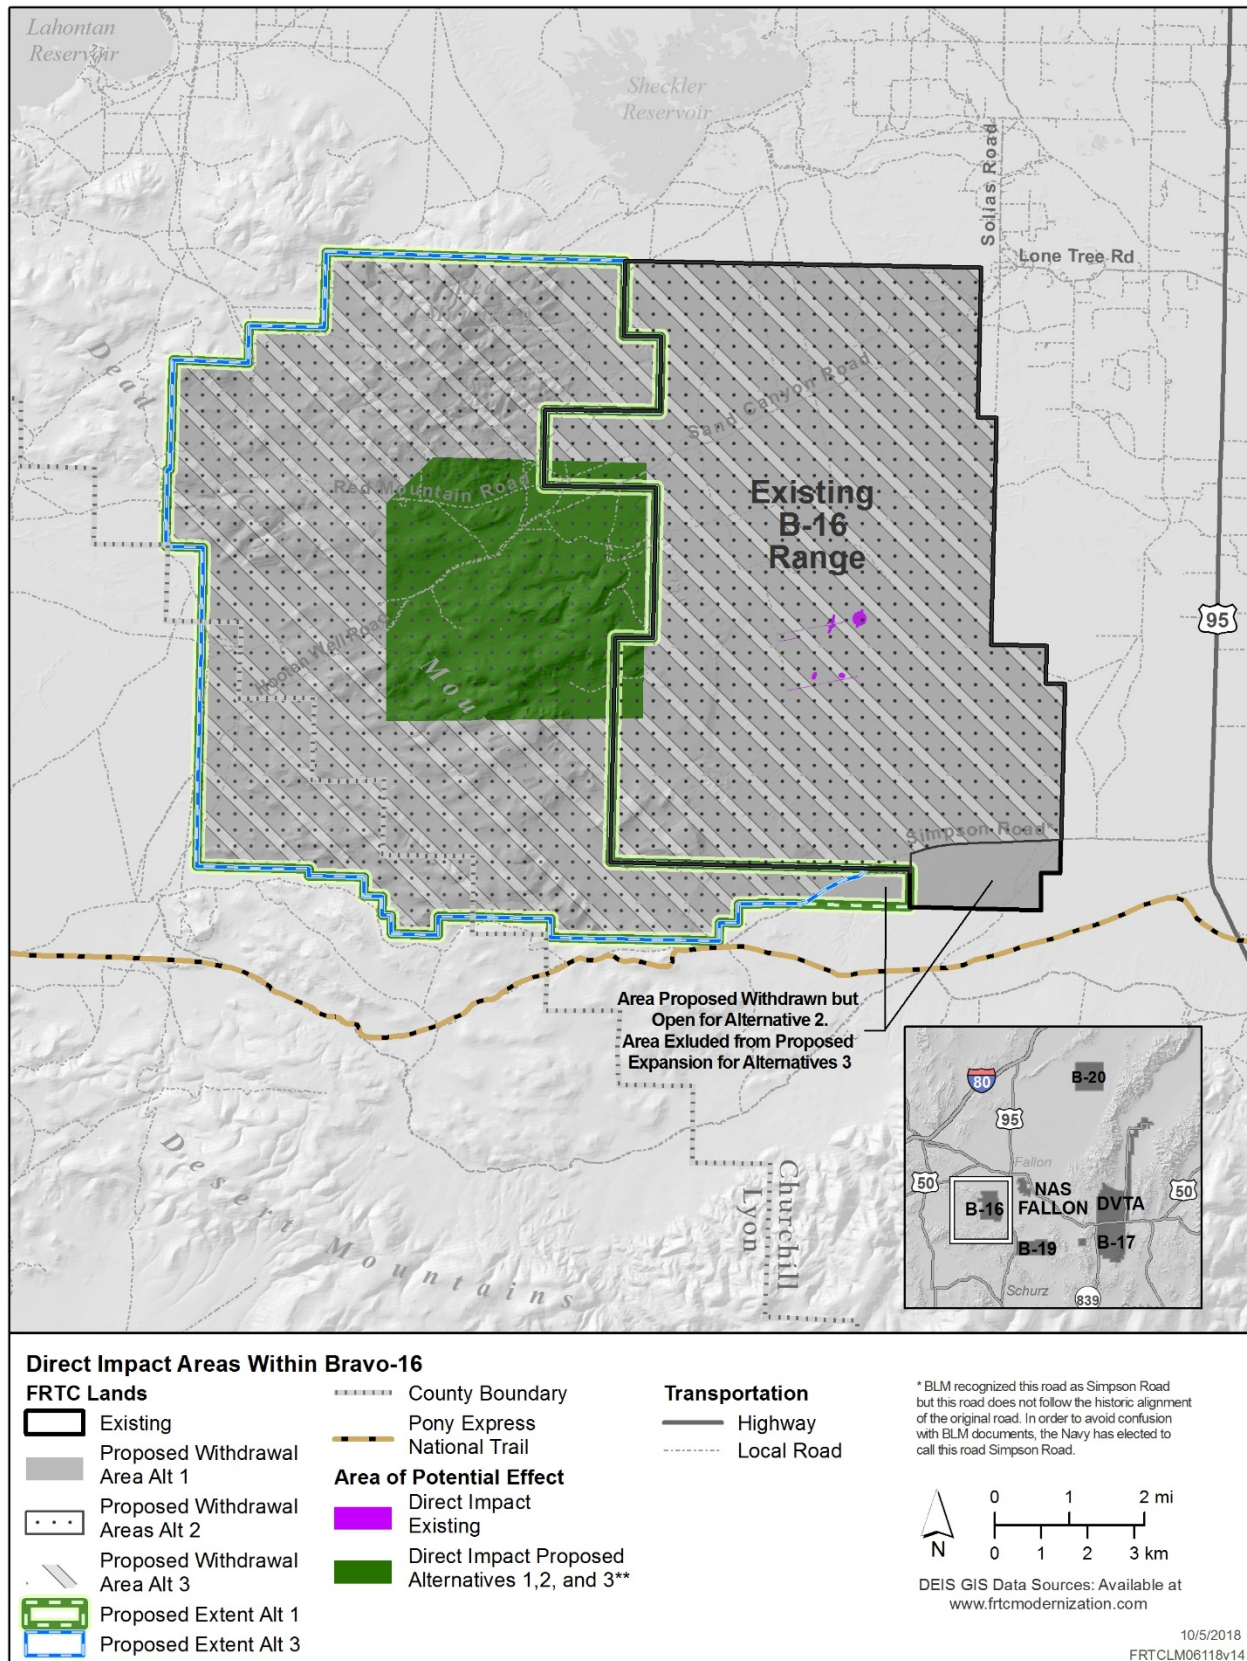 Lahontan
Reservoir
Sheckler
Reservoir
Solias Road
Lone Tree Rd
Dead
Camel
Mountains
Sand Canyon Road
Red Mountain Road
Existing
B-16
Range
95
Hooten Well Road
Simpson Road*
Area Proposed Withdrawn but
Open for Alternative 2.
Area Exluded from Proposed
Expansion for Alternatives 3
Desert Mountains
Lyon
Churchill
80
B-20
95
Fallon
50
NAS
FALLON
DVTA
50
B-16
B-19
B-17
Schurz
839
Direct Impact Areas Within Bravo-16
FRTC Lands
Existing
Proposed Withdrawal
Area Alt 1
Proposed Withdrawal
Areas Alt 2
Proposed Withdrawal
Area Alt 3
Proposed Extent Alt 1
Proposed Extent Alt 3
County Boundary
Pony Express
National Trail
Area of Potential Effect
Direct Impact
Existing
Direct Impact Proposed
Alternatives 1,2, and 3**
Transportation
Highway
Local Road
* BLM recognized this road as Simpson Road
but this road does not follow the historic alignment
of the original road. In order to avoid confusion
with BLM documents, the Navy has elected to
call this road Simpson Road.
N
0 1 2 mi
0 1 2 3 km
DEIS GIS Data Sources: Available at
www.frtcmodernization.com
10/5/2018
FRTCLM06118v14